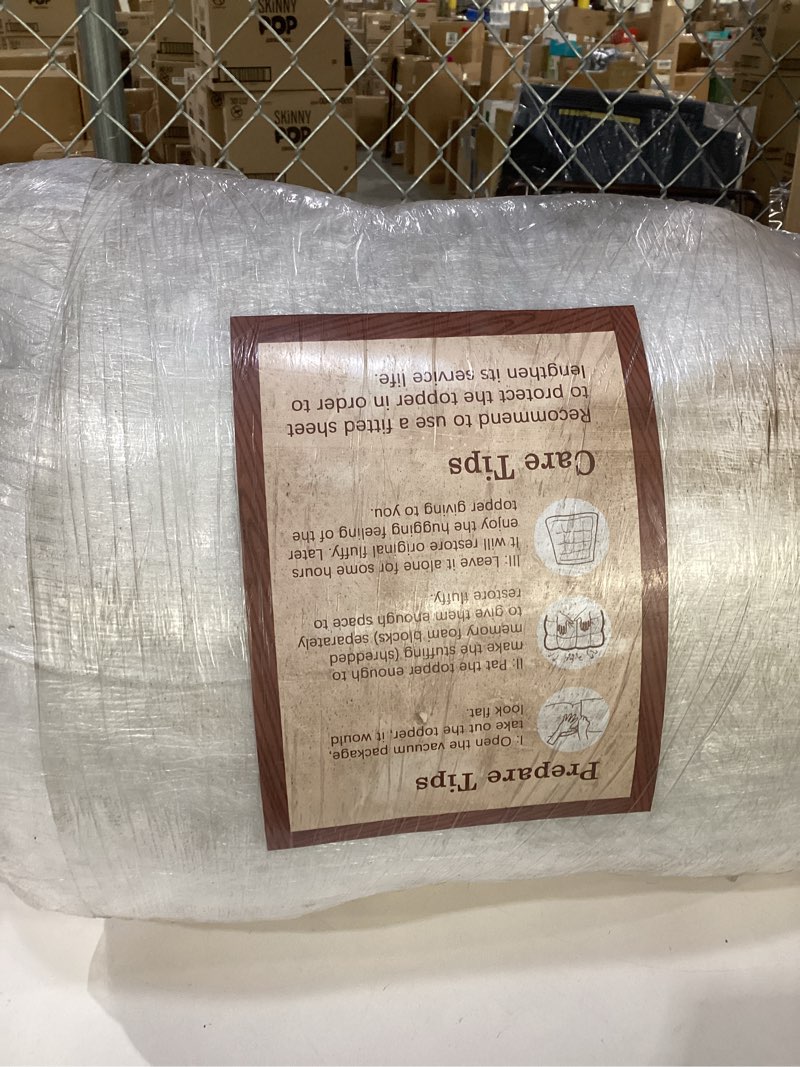 SKINNY
POP
SKINNY
POP
Prepare Tips
I: Open the vacuum package,
take out the topper, it would
look flat.
II: Pat the topper enough to
make the stuffing (shredded
memory foam blocks) separately
to give them enough space to
restore fluffy.
III: Leave it alone for some hours
It will restore original fluffy. Later
enjoy the hugging feeling of the
topper giving to you.
Care Tips
Recommend to use a fitted sheet
to protect the topper in order to
lengthen its service life.